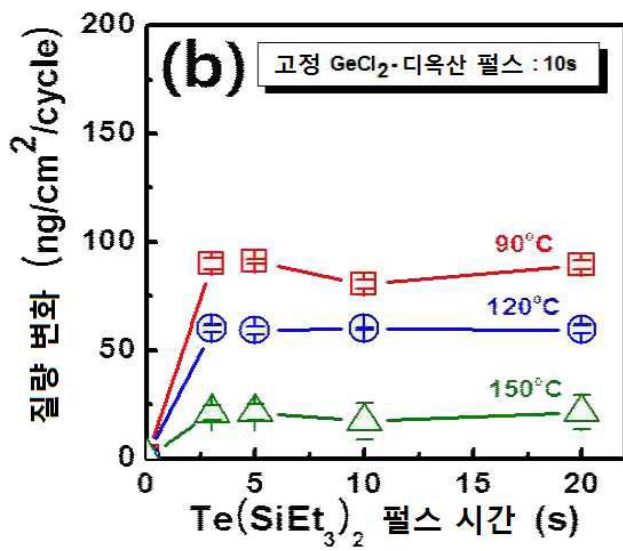 (b)
고정 GeCl₂-디옥산 펄스 : 10s
질량 변화 (ng/cm²/cycle)
200
150
100
50
0
90°C
120°C
150°C
0 5 10 15 20
Te(SiEt₃)₂ 펄스 시간 (s)